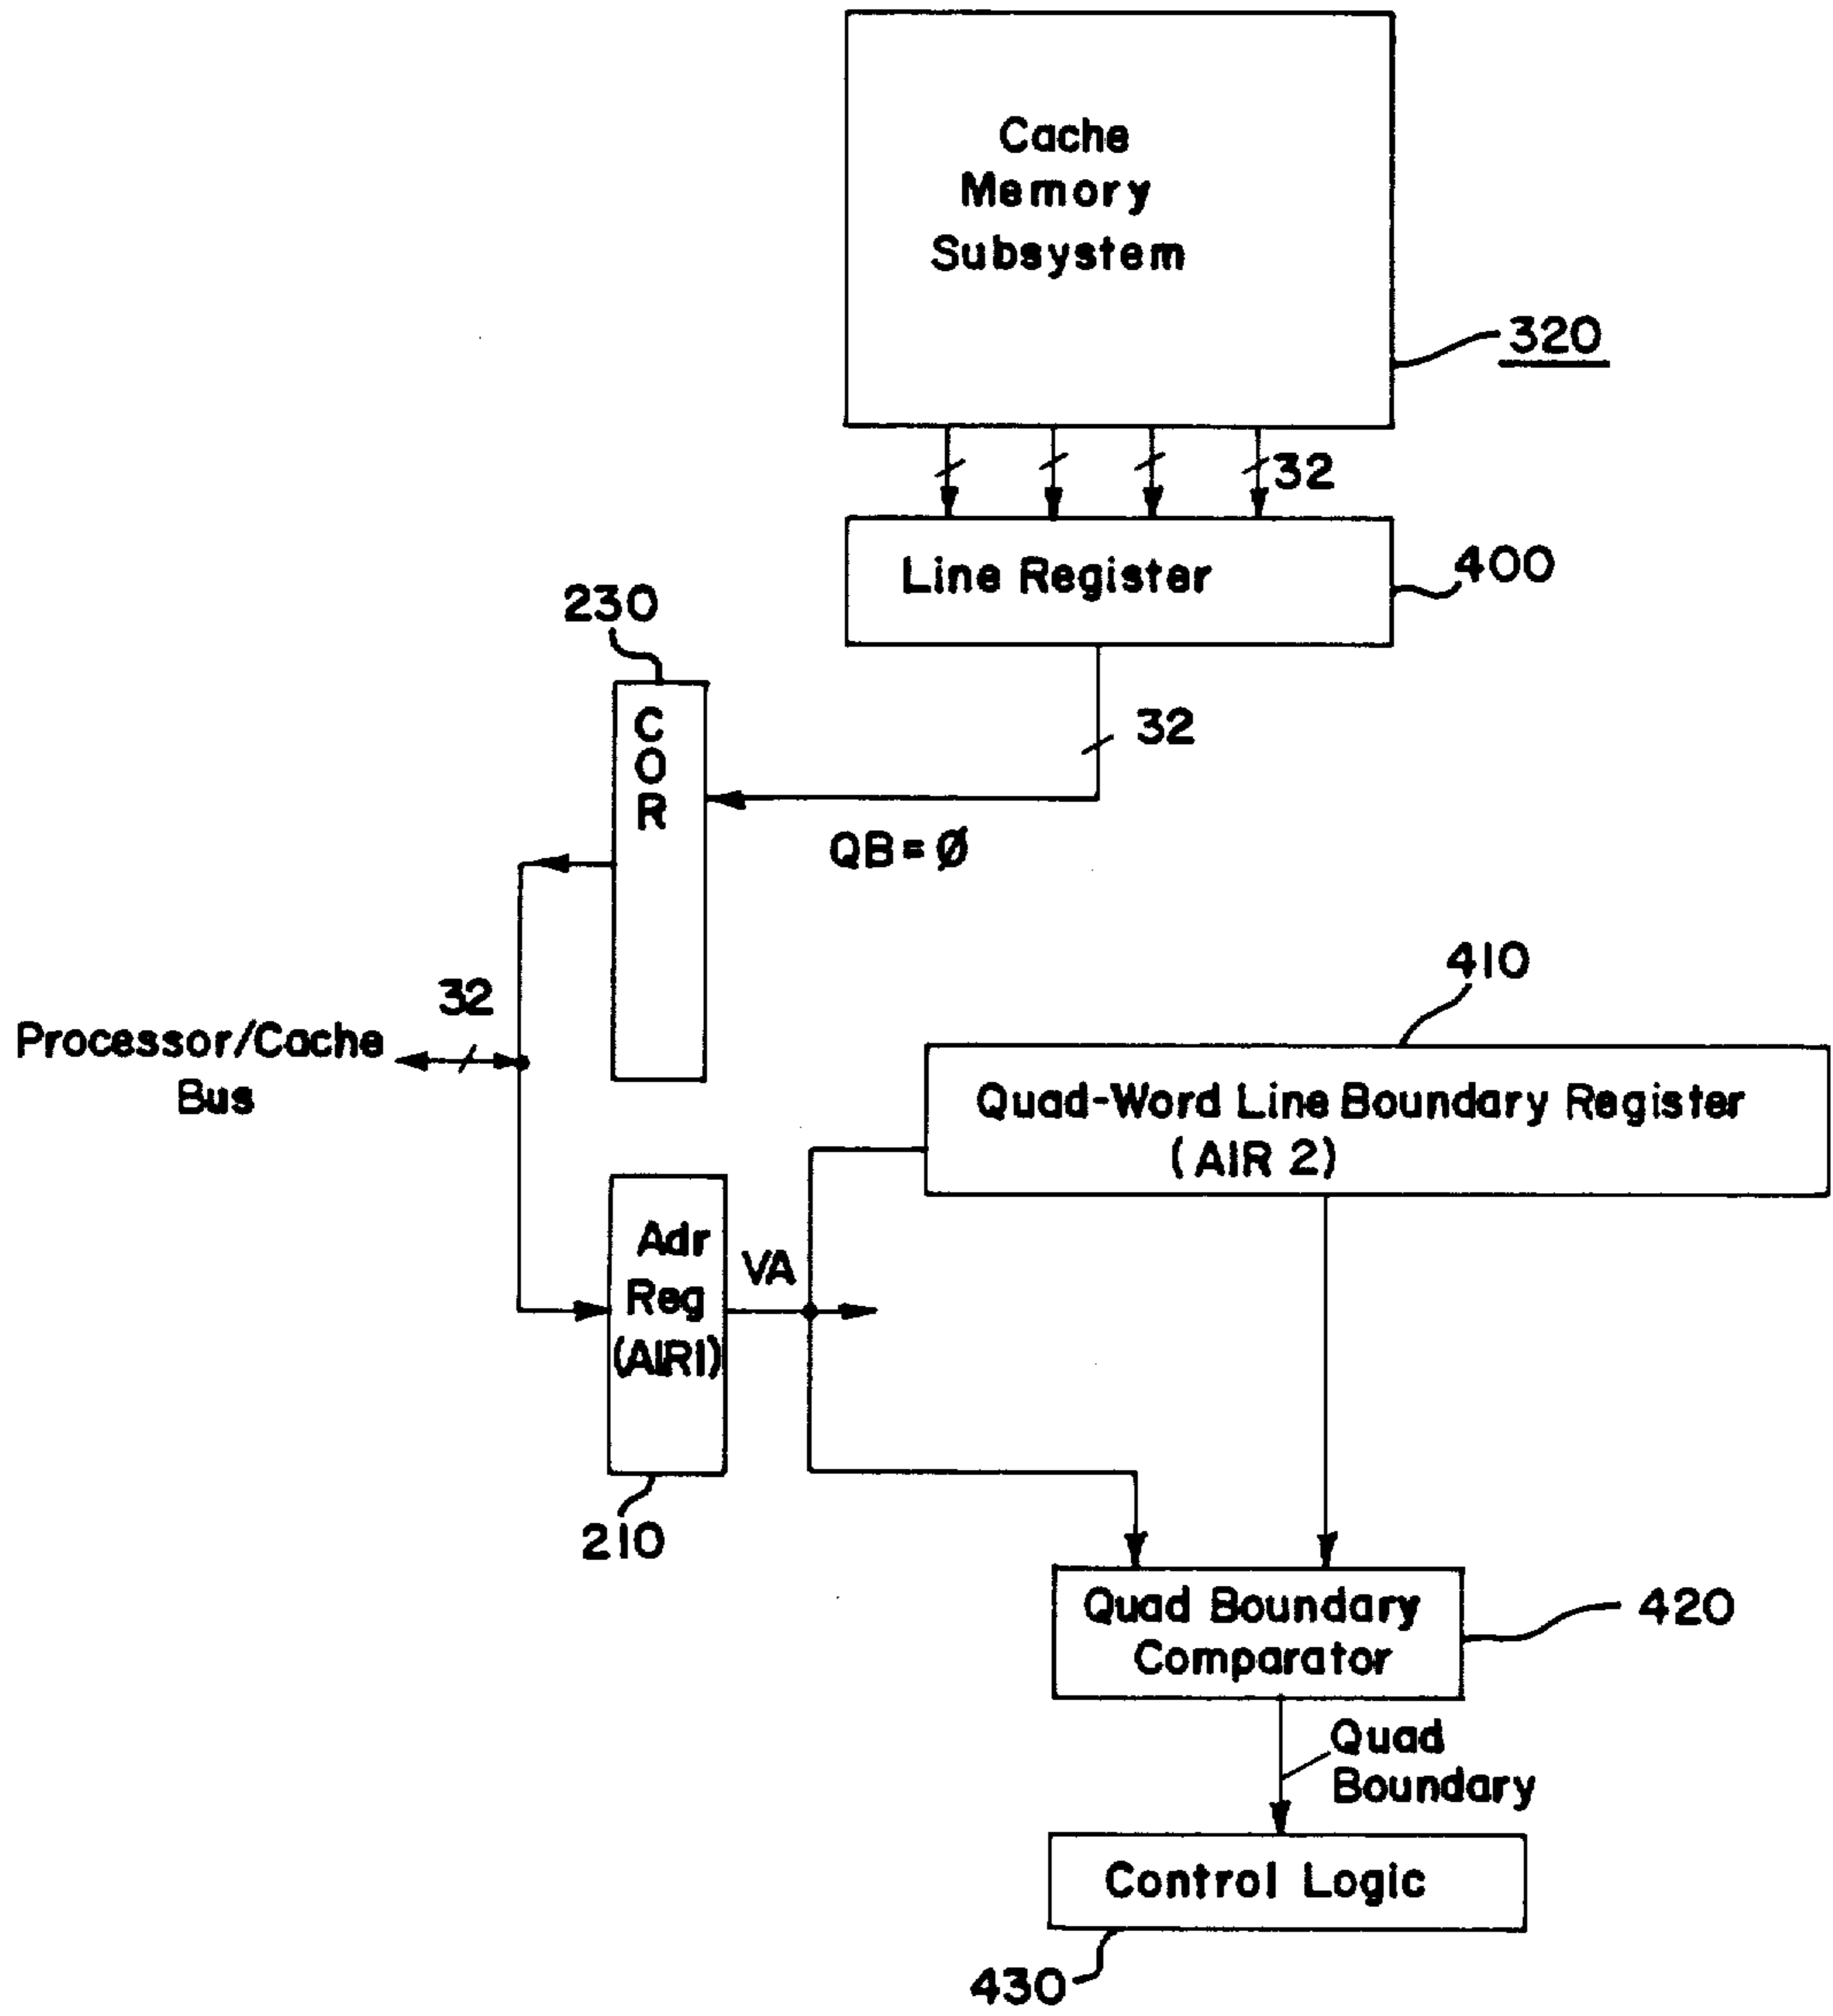 Cache
Memory
Subsystem
320
32
Line Register
400
230
C
O
R
32
QB = Ø
410
32
Processor/Cache
Bus
Quad-Word Line Boundary Register
(AIR 2)
Adr
Reg
(AIR1)
VA
210
Quad Boundary
Comparator
420
Quad
Boundary
Control Logic
430